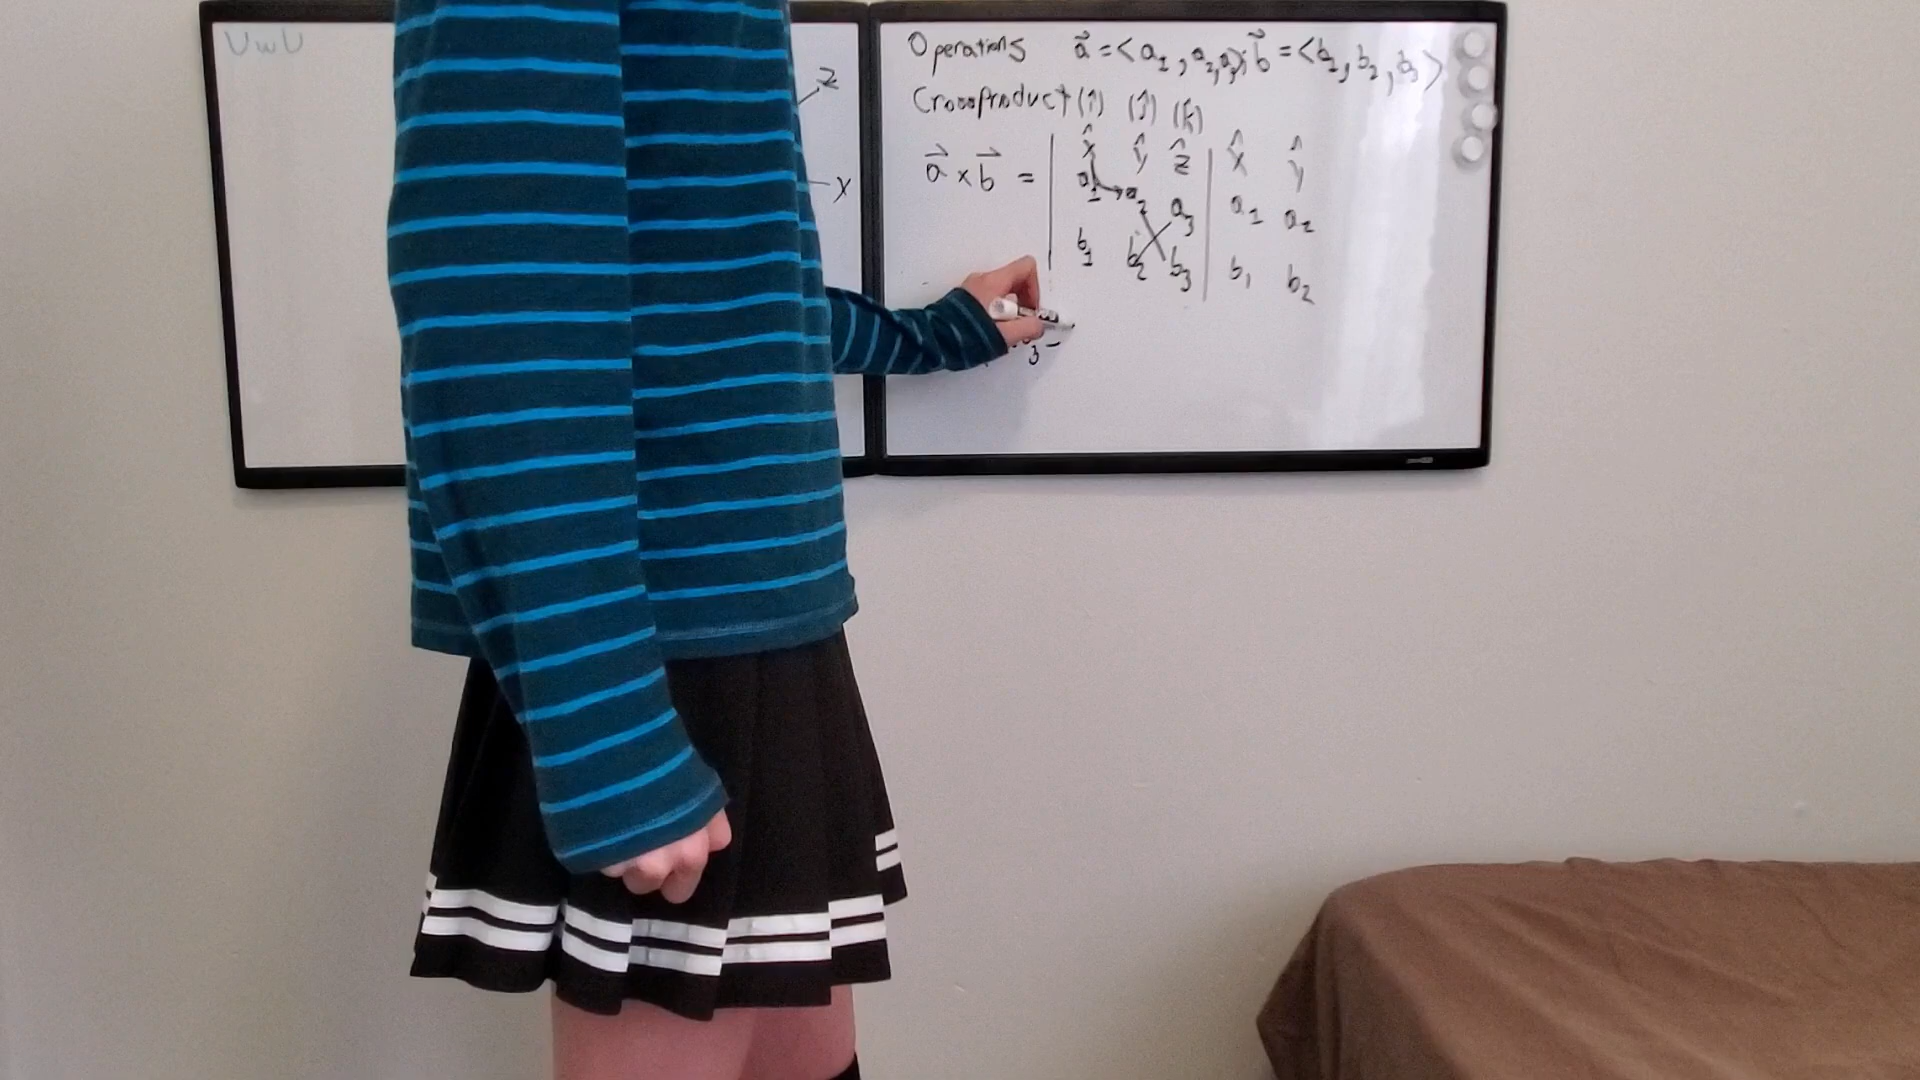 UwU
z
x
Operations a⃗ = <a₁, a₂, a₃>; b⃗ = <b₁, b₂, b₃>
Crossproduct (î) (ĵ) (k̂)
x̂ ŷ ẑ x̂ ŷ
a⃗ × b⃗ = a₁ a₂ a₃ a₁ a₂
b₁ b₂ b₃ b₁ b₂
₃ −